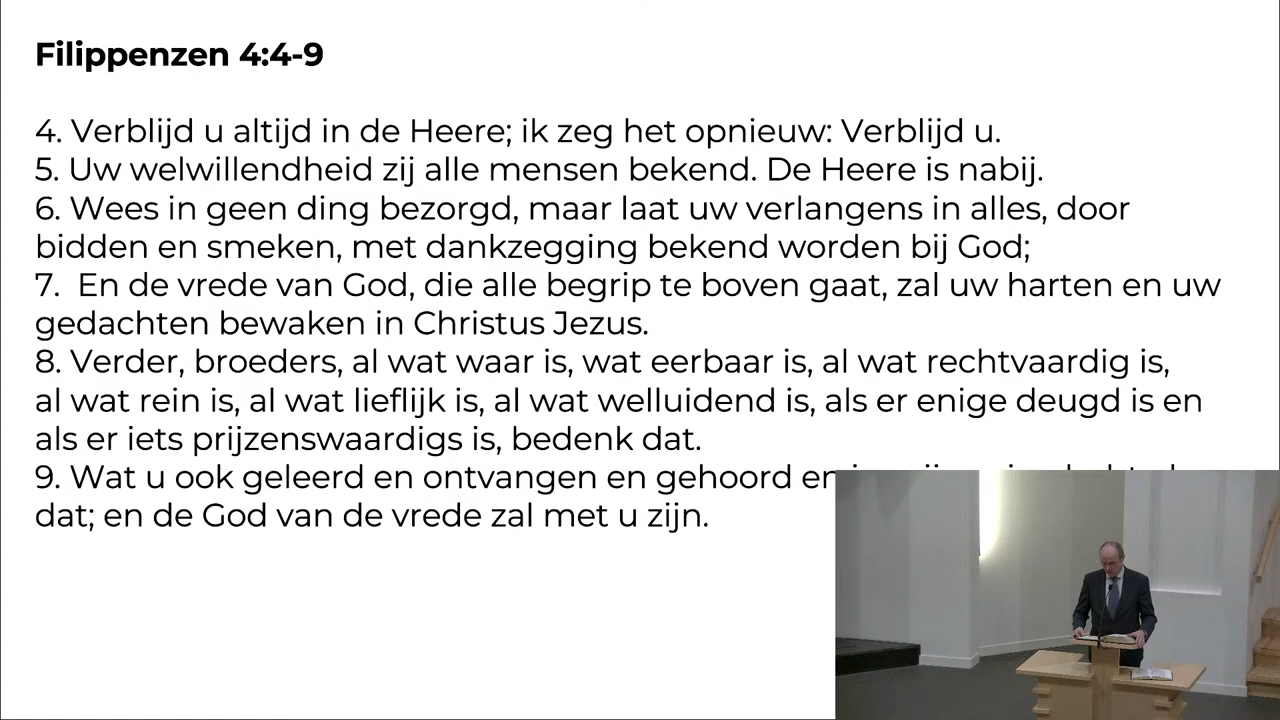 Filippenzen 4:4-9
4. Verblijd u altijd in de Heere; ik zeg het opnieuw: Verblijd u.
5. Uw welwillendheid zij alle mensen bekend. De Heere is nabij.
6. Wees in geen ding bezorgd, maar laat uw verlangens in alles, door
bidden en smeken, met dankzegging bekend worden bij God;
7.  En de vrede van God, die alle begrip te boven gaat, zal uw harten en uw
gedachten bewaken in Christus Jezus.
8. Verder, broeders, al wat waar is, wat eerbaar is, al wat rechtvaardig is,
al wat rein is, al wat lieflijk is, al wat welluidend is, als er enige deugd is en
als er iets prijzenswaardigs is, bedenk dat.
9. Wat u ook geleerd en ontvangen en gehoord en
dat; en de God van de vrede zal met u zijn.